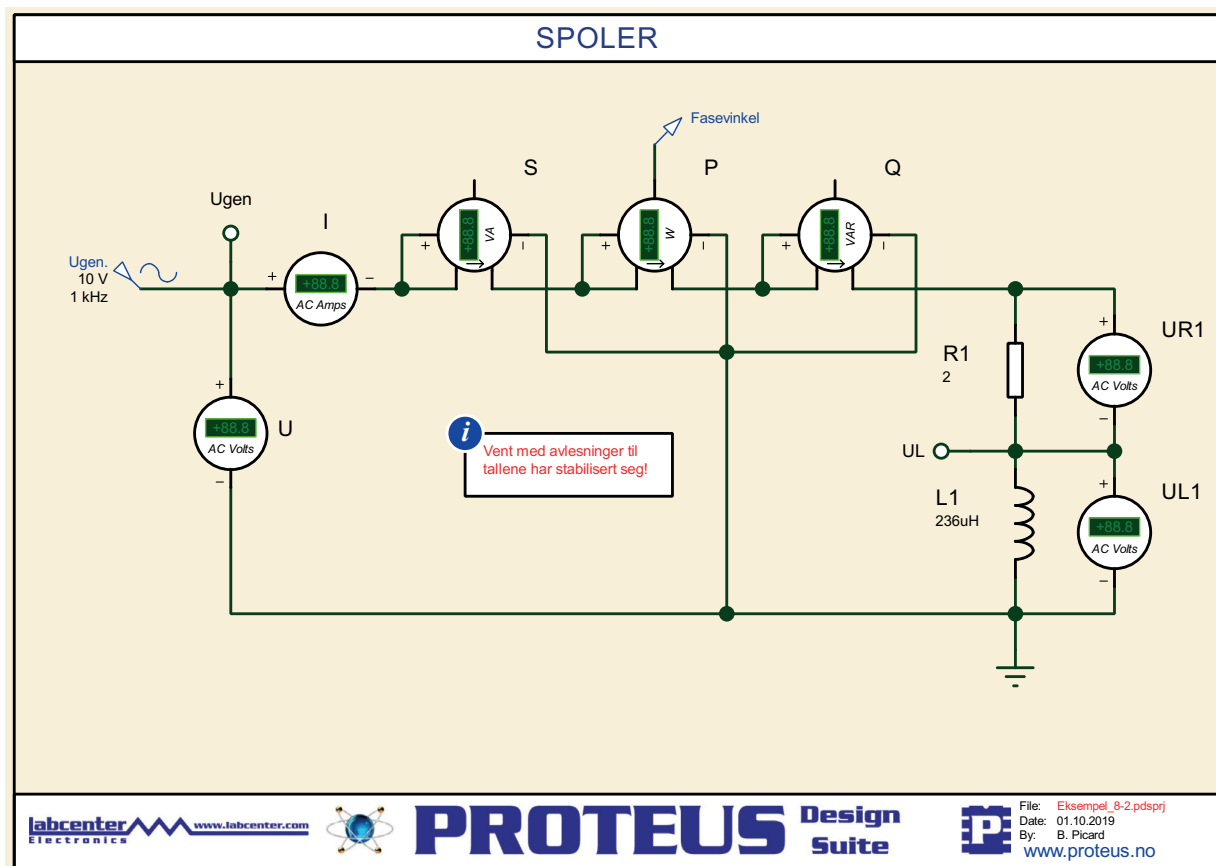 SPOLER
Fasevinkel
S
P
Q
Ugen
I
+88.8
VA
+88.8
W
+88.8
VAR
+
−
+
−
+
−
Ugen.
10 V
1 kHz
+
−
+88.8
AC Amps
R1
2
+
UR1
+88.8
AC Volts
−
+
U
+88.8
AC Volts
−
i
Vent med avlesninger til
tallene har stabilisert seg!
UL
L1
236uH
+
UL1
+88.8
AC Volts
−
labcenter www.labcenter.com
Electronics
PROTEUS Design
Suite
P
File: Eksempel_8-2.pdsprj
Date: 01.10.2019
By: B. Picard
www.proteus.no